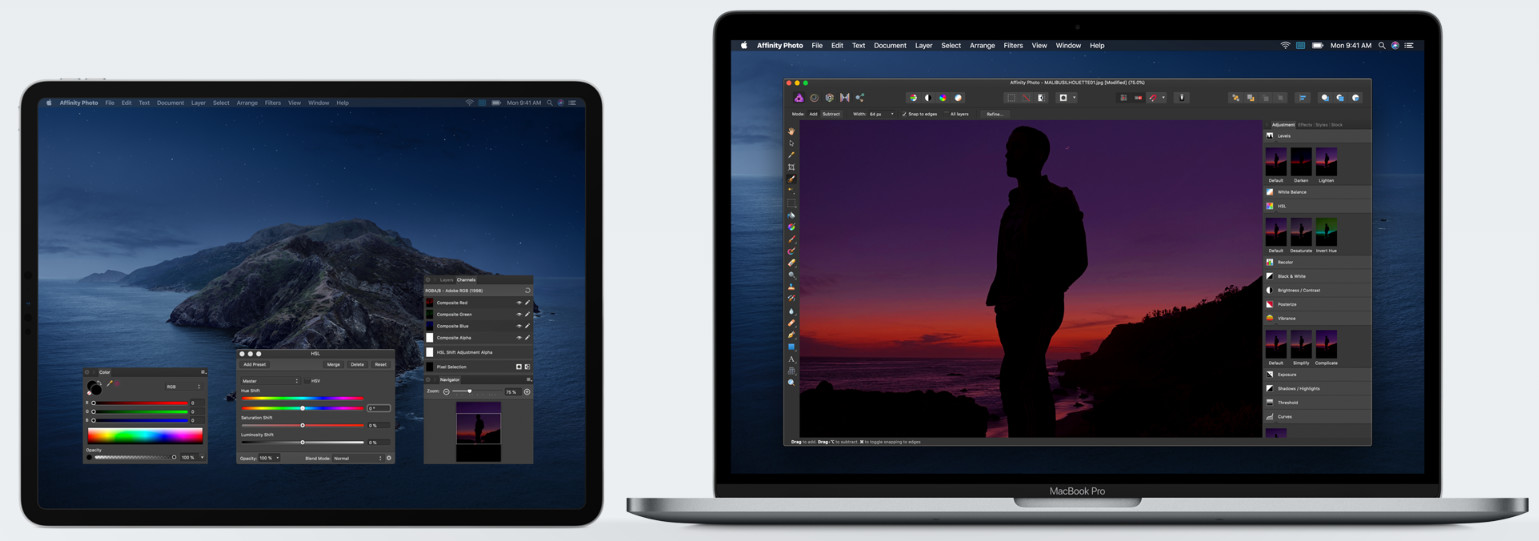 Affinity Photo File Edit Text Document Layer Select Arrange Filters View Window Help Mon 9:41 AM
Layers Channels
RGBA/8 - Adobe RGB (1998)
Composite Red
Composite Green
Composite Blue
Composite Alpha
HSL Shift Adjustment Alpha
Pixel Selection
Navigator
Zoom: 75 %
HSL
Add Preset Merge Delete Reset
Master HSV
Hue Shift
0 °
Saturation Shift
0 %
Luminosity Shift
0 %
Opacity: 100 % Blend Mode: Normal
Color
RGB
R 0
G 0
B 0
Opacity
100 %
Affinity Photo File Edit Text Document Layer Select Arrange Filters View Window Help Mon 9:41 AM
Affinity Photo - MALIBUSILHOUETTE01.jpg [Modified] (75.0%)
Mode: Add Subtract Width: 64 px Snap to edges All layers Refine...
Adjustment Effects Styles Stock
Levels
Default Darken Lighten
White Balance
HSL
Default Desaturate Invert Hue
Recolor
Black & White
Brightness / Contrast
Posterize
Vibrance
Default Simplify Complicate
Exposure
Shadows / Highlights
Threshold
Curves
Drag to add. Drag+⌥ to subtract. ⌘ to toggle snapping to edges
MacBook Pro